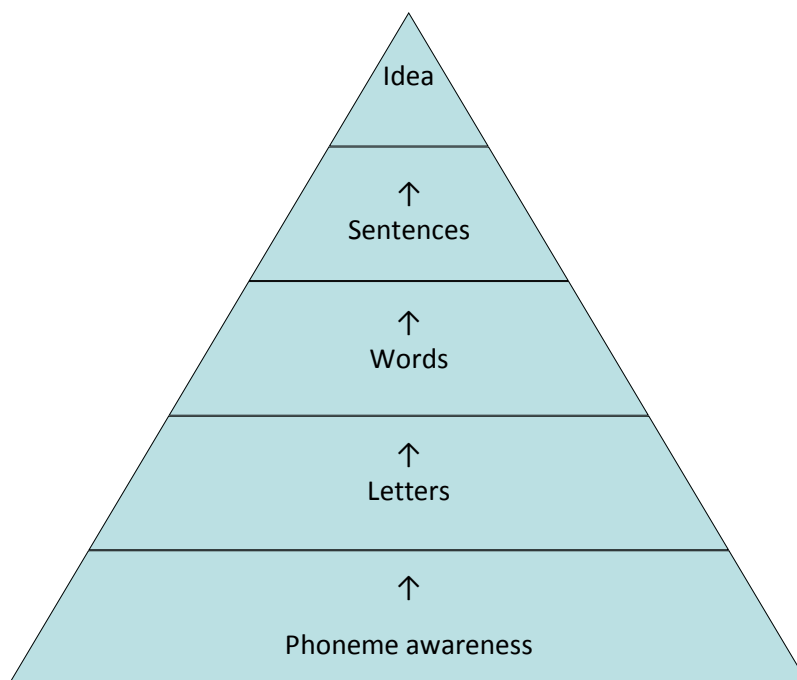 Idea
↑
Sentences
↑
Words
↑
Letters
↑
Phoneme awareness